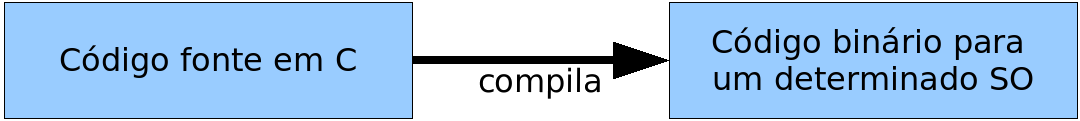 Código fonte em C
compila
Código binário para
um determinado SO